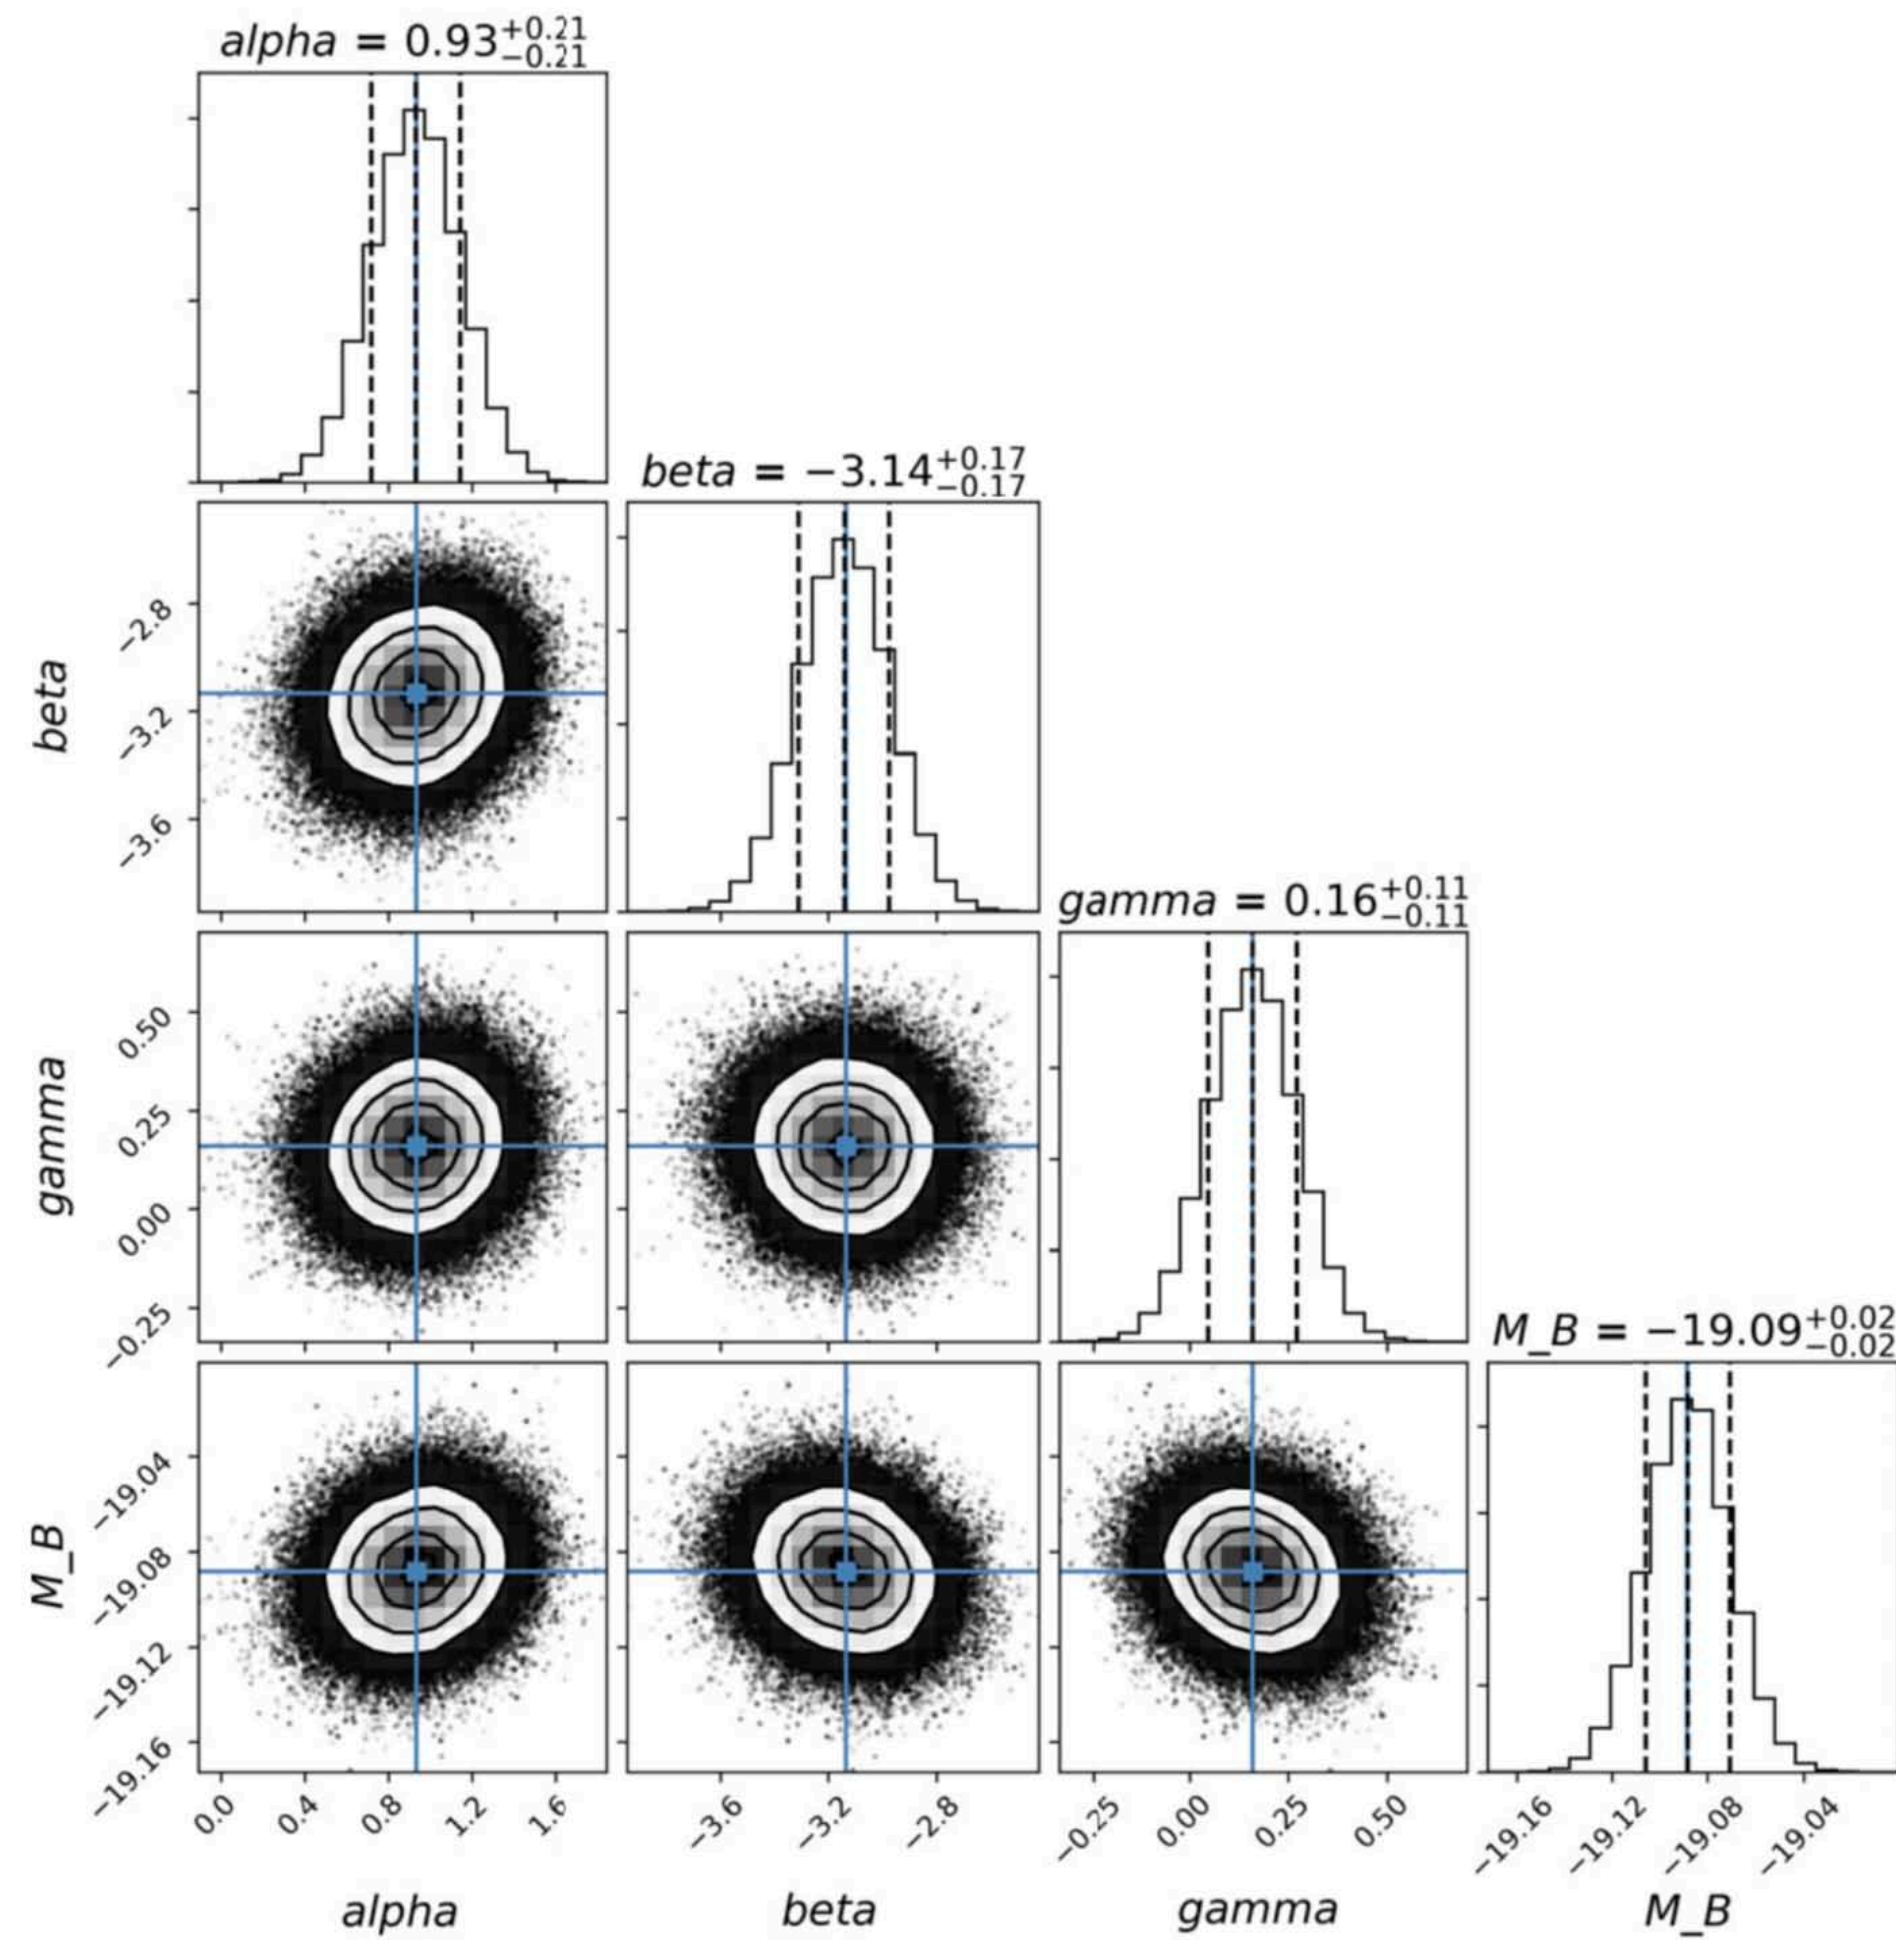 alpha = 0.93 +0.21 −0.21
beta = −3.14 +0.17 −0.17
−2.8
−3.2
−3.6
beta
gamma = 0.16 +0.11 −0.11
0.50
0.25
0.00
−0.25
gamma
M_B = −19.09 +0.02 −0.02
−19.04
−19.08
−19.12
−19.16
M_B
0.0 0.4 0.8 1.2 1.6 −3.6 −3.2 −2.8 −0.25 0.00 0.25 0.50 −19.16 −19.12 −19.08 −19.04
alpha beta gamma M_B